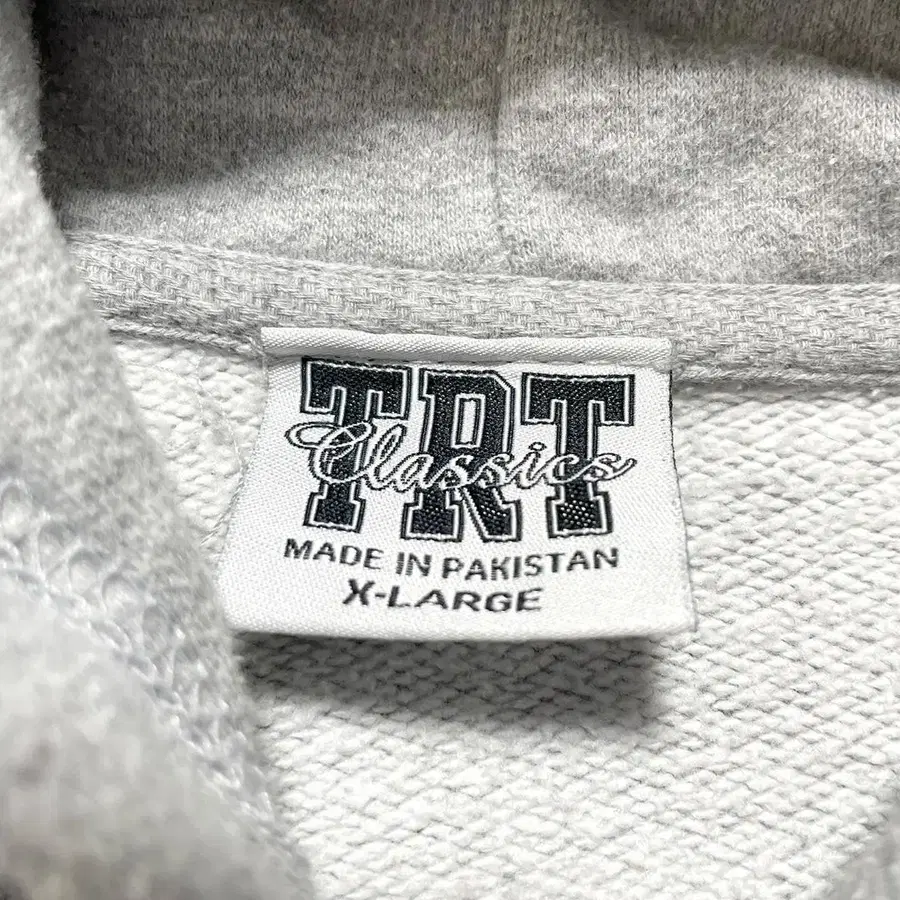 TRT
Classics
MADE IN PAKISTAN
X-LARGE